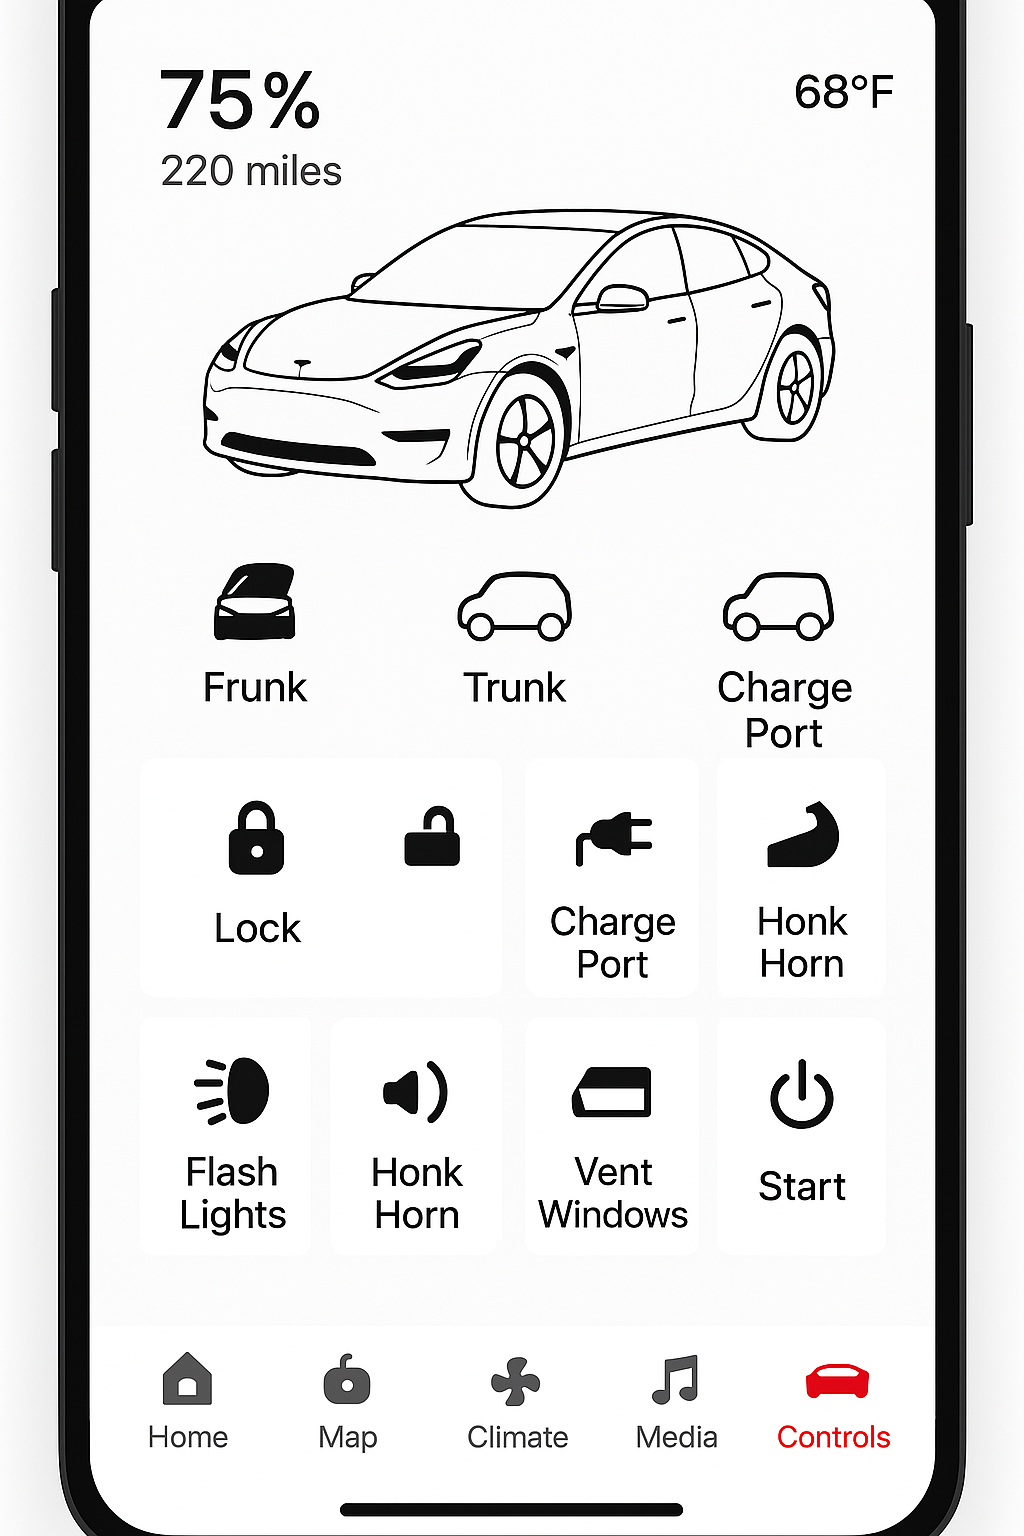 75%
68°F
220 miles
Frunk
Trunk
Charge
Port
Lock
Charge
Port
Honk
Horn
Flash
Lights
Honk
Horn
Vent
Windows
Start
Home
Map
Climate
Media
Controls